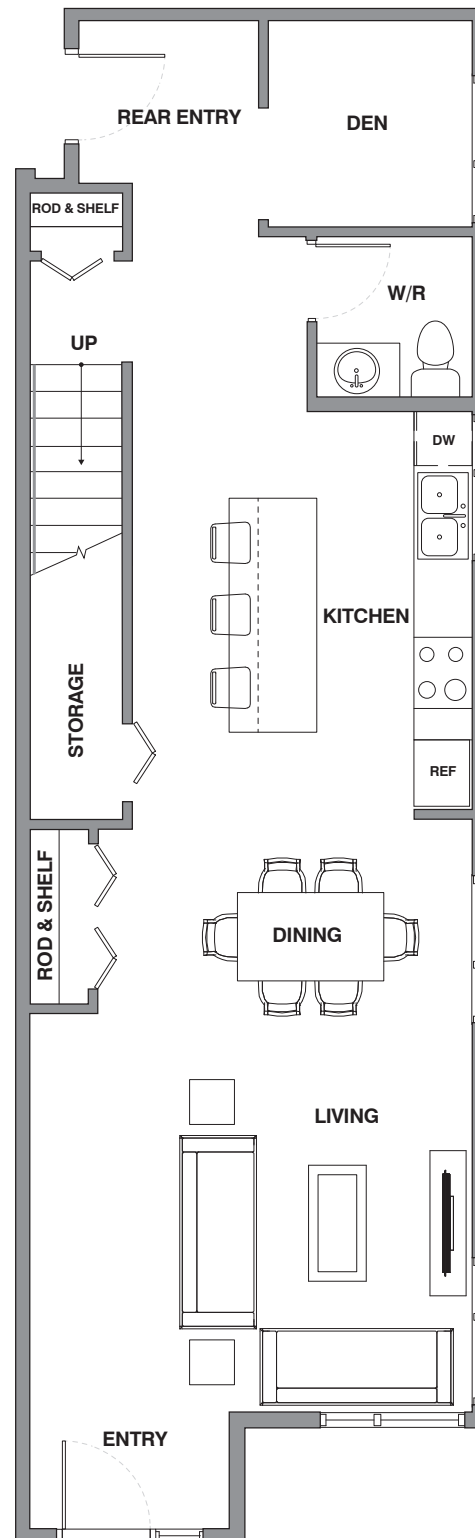 REAR ENTRY
DEN
ROD & SHELF
W/R
UP
DW
KITCHEN
STORAGE
REF
ROD & SHELF
DINING
LIVING
ENTRY